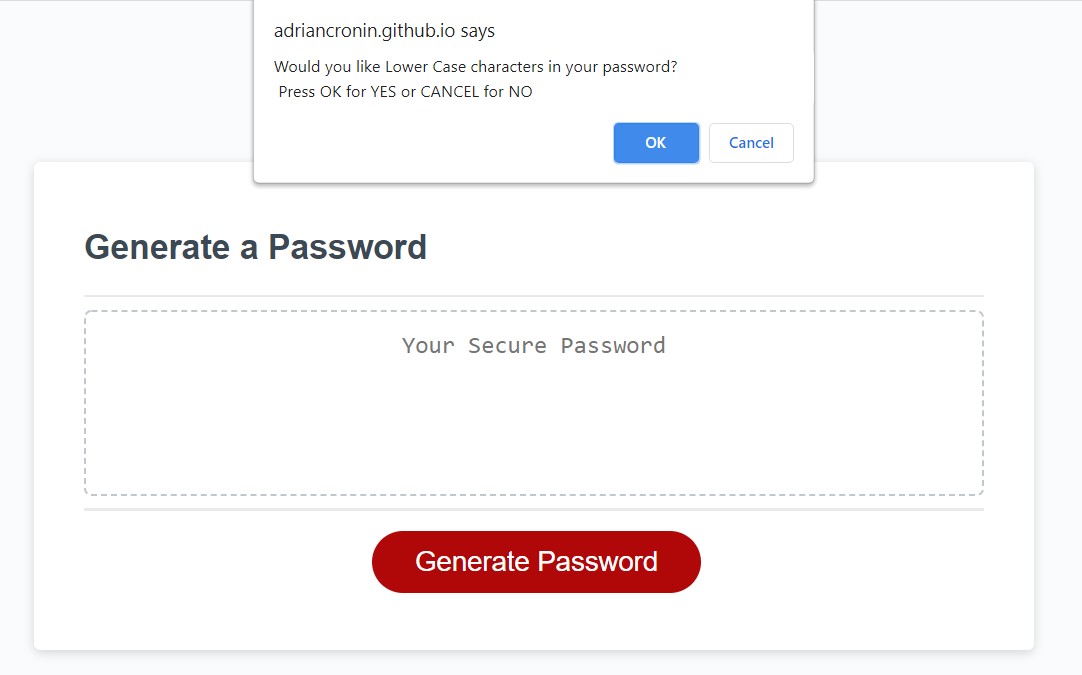 adriancronin.github.io says
Would you like Lower Case characters in your password?
Press OK for YES or CANCEL for NO
OK Cancel
Generate a Password
Your Secure Password
Generate Password